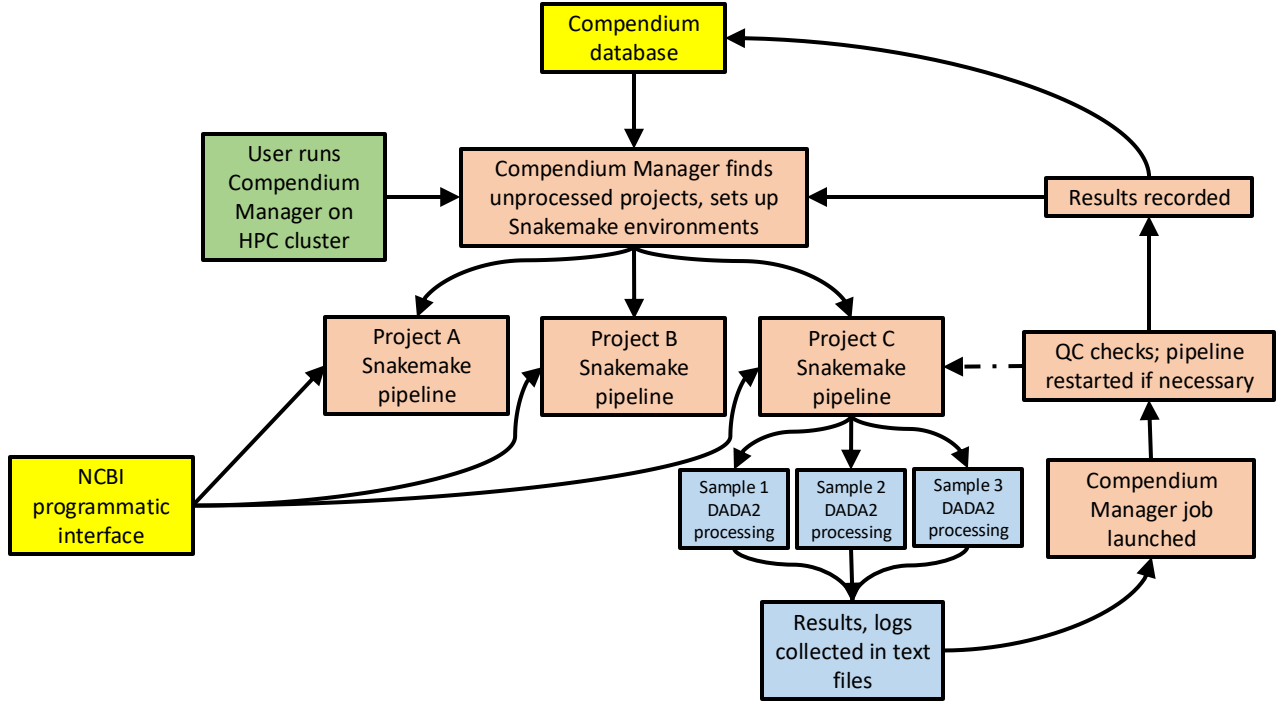 Compendium
database
User runs
Compendium
Manager on
HPC cluster
Compendium Manager finds
unprocessed projects, sets up
Snakemake environments
Results recorded
Project A
Snakemake
pipeline
Project B
Snakemake
pipeline
Project C
Snakemake
pipeline
QC checks; pipeline
restarted if necessary
NCBI
programmatic
interface
Sample 1
DADA2
processing
Sample 2
DADA2
processing
Sample 3
DADA2
processing
Compendium
Manager job
launched
Results, logs
collected in text
files